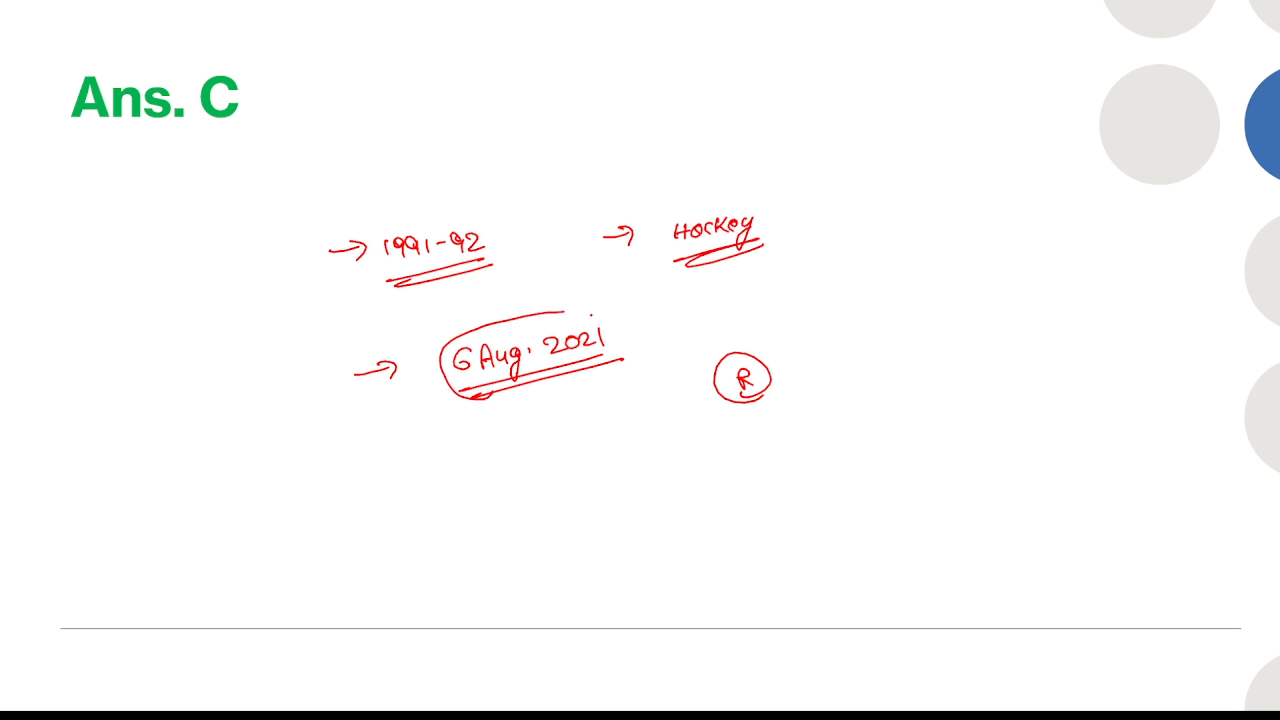 Ans. C
→ 1991-92 → Hockey
→ 6 Aug. 2021 R